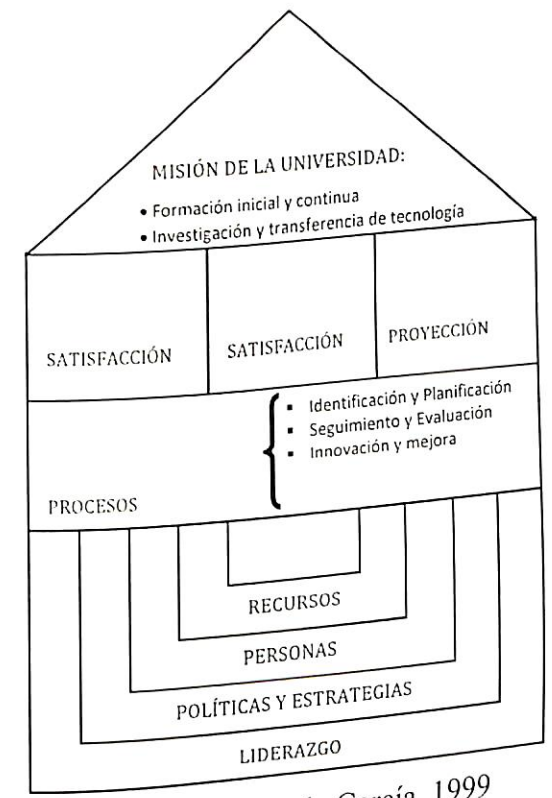 MISIÓN DE LA UNIVERSIDAD:
• Formación inicial y continua
• Investigación y transferencia de tecnología
SATISFACCIÓN
SATISFACCIÓN
PROYECCIÓN
▪ Identificación y Planificación
▪ Seguimiento y Evaluación
▪ Innovación y mejora
PROCESOS
RECURSOS
PERSONAS
POLÍTICAS Y ESTRATEGIAS
LIDERAZGO
García, 1999